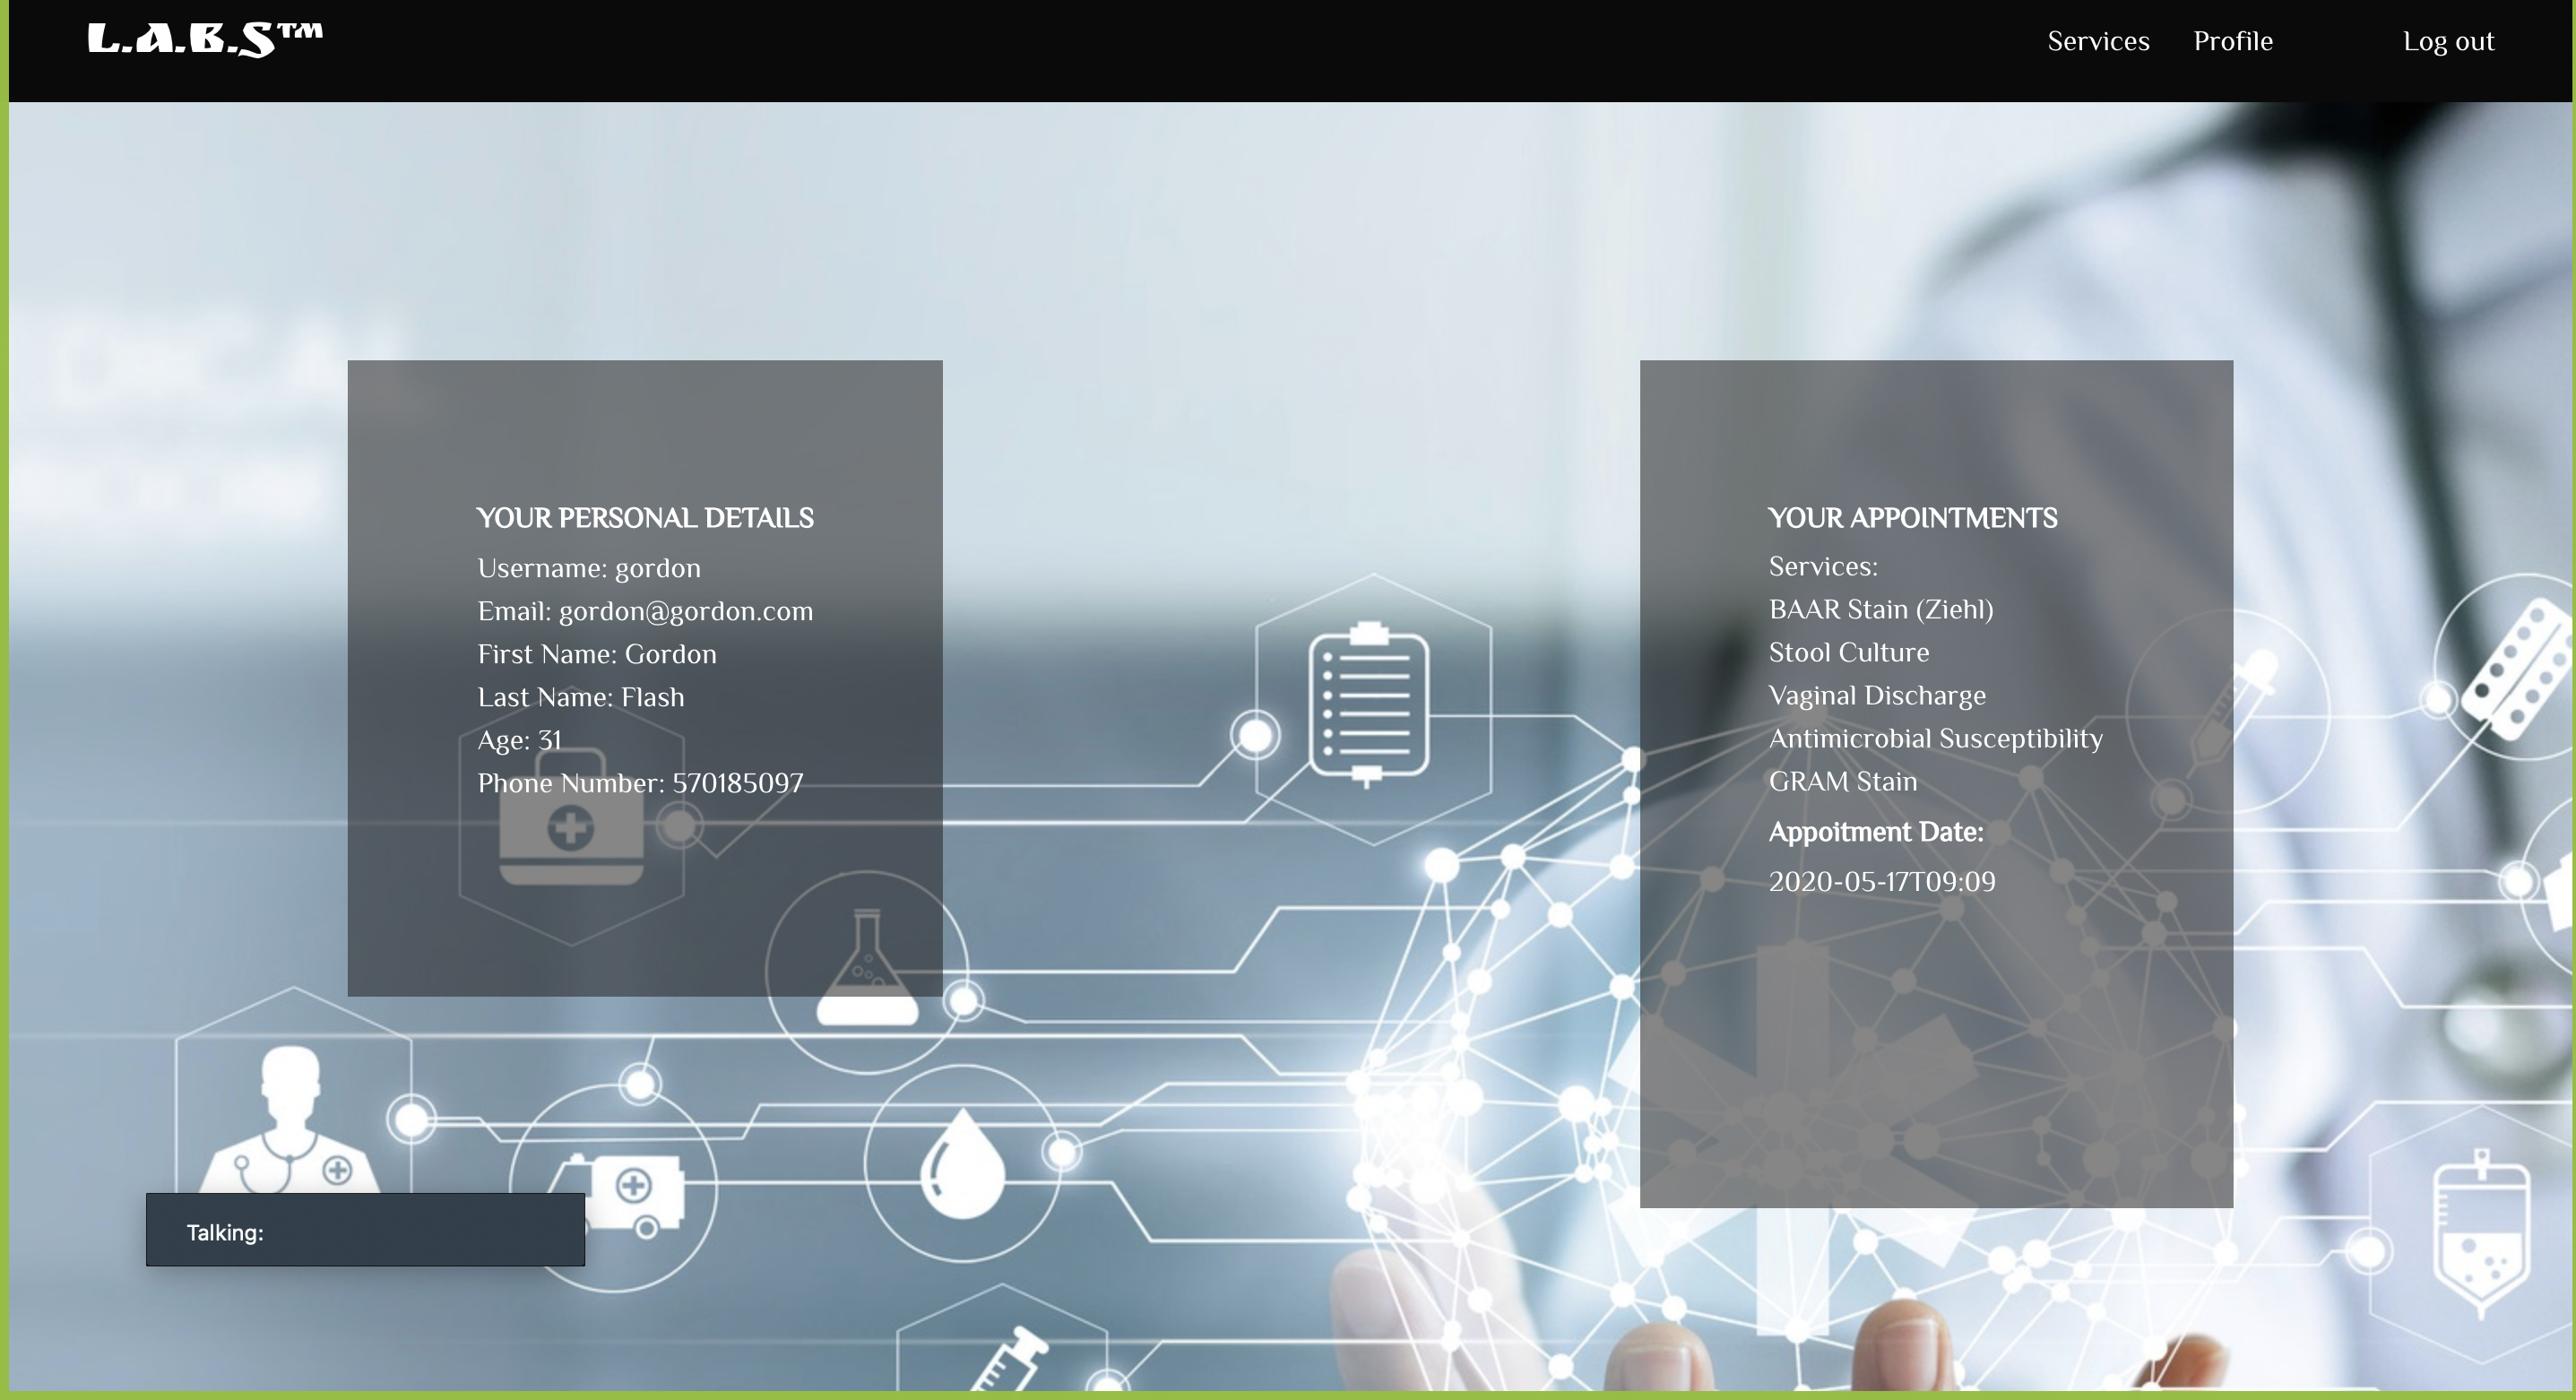 L.A.B.S™
Services Profile Log out
YOUR PERSONAL DETAILS
Username: gordon
Email: gordon@gordon.com
First Name: Gordon
Last Name: Flash
Age: 31
Phone Number: 570185097
YOUR APPOINTMENTS
Services:
BAAR Stain (Ziehl)
Stool Culture
Vaginal Discharge
Antimicrobial Susceptibility
GRAM Stain
Appoitment Date:
2020-05-17T09:09
Talking: